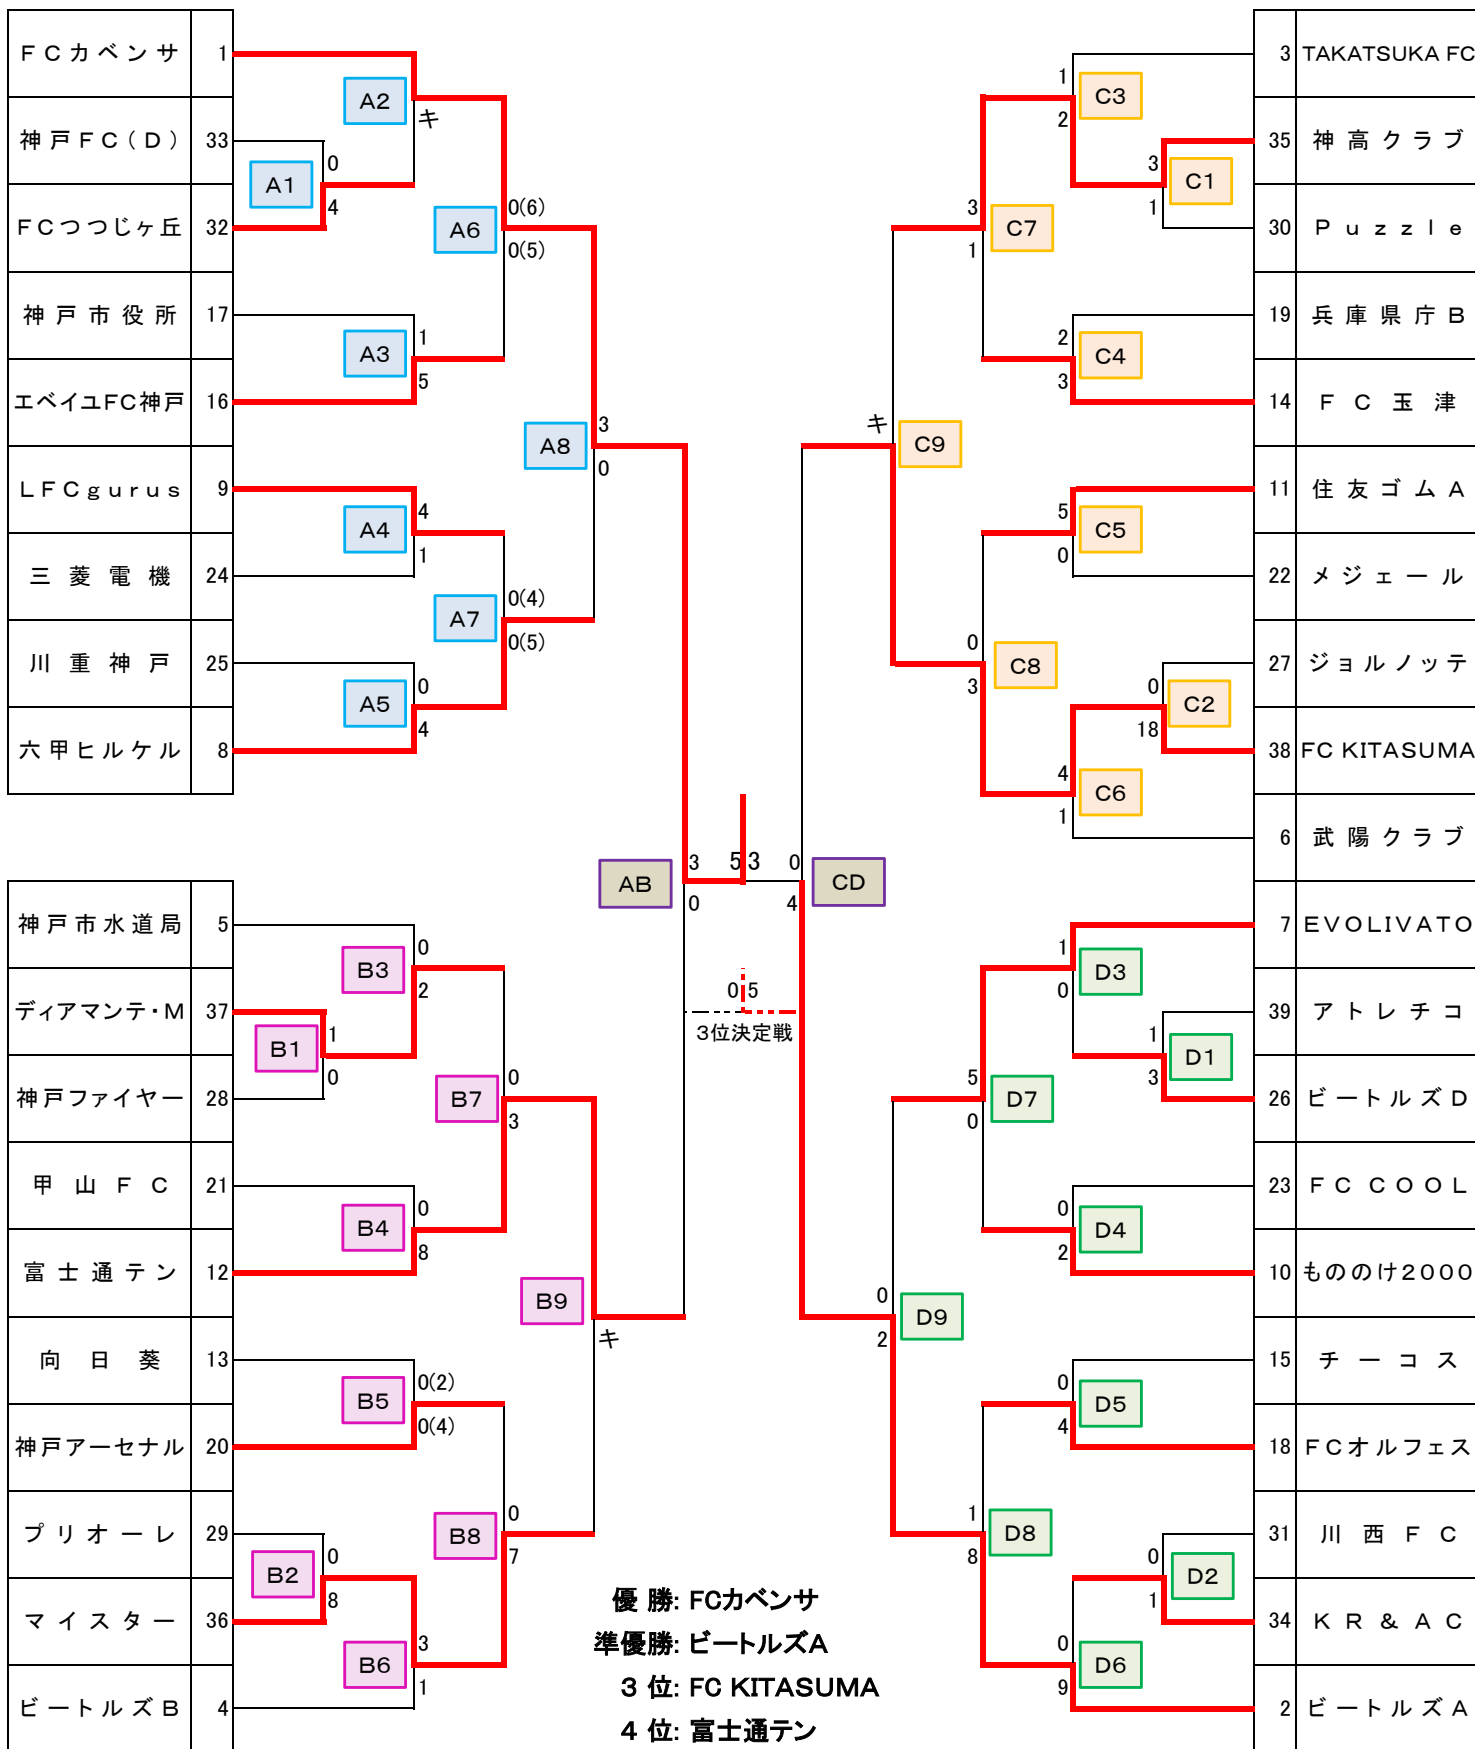 FCカベンサ 1
神戸FC(D) 33
FCつつじヶ丘 32
神戸市役所 17
エベイユFC神戸 16
LFCgurus 9
三菱電機 24
川重神戸 25
六甲ヒルケル 8
A2
キ
A1
0
4
A6
0(6)
0(5)
A3
1
5
A8
3
0
A4
4
1
A7
0(4)
0(5)
A5
0
4
3 TAKATSUKA FC
35 神高クラブ
30 Puzzle
19 兵庫県庁B
14 FC玉津
11 住友ゴムA
22 メジェール
27 ジョルノッテ
38 FC KITASUMA
6 武陽クラブ
1
2
C3
3
1
C1
3
1
C7
2
3
C4
キ
C9
5
0
C5
0
3
C8
0
18
C2
4
1
C6
AB
3
0
5 3
0
4
CD
0 5
3位決定戦
神戸市水道局 5
ディアマンテ・M 37
神戸ファイヤー 28
甲山FC 21
富士通テン 12
向日葵 13
神戸アーセナル 20
プリオーレ 29
マイスター 36
ビートルズB 4
B3
0
2
B1
1
0
B7
0
3
B4
0
8
B9
キ
B5
0(2)
0(4)
B8
0
7
B2
0
8
B6
3
1
7 EVOLIVATO
39 アトレチコ
26 ビートルズD
23 FC COOL
10 もののけ2000
15 チーコス
18 FCオルフェス
31 川西FC
34 KR&AC
2 ビートルズA
1
0
D3
1
3
D1
5
0
D7
0
2
D4
0
2
D9
0
4
D5
1
8
D8
0
1
D2
0
9
D6
優 勝: FCカベンサ
準優勝: ビートルズA
3 位: FC KITASUMA
4 位: 富士通テン